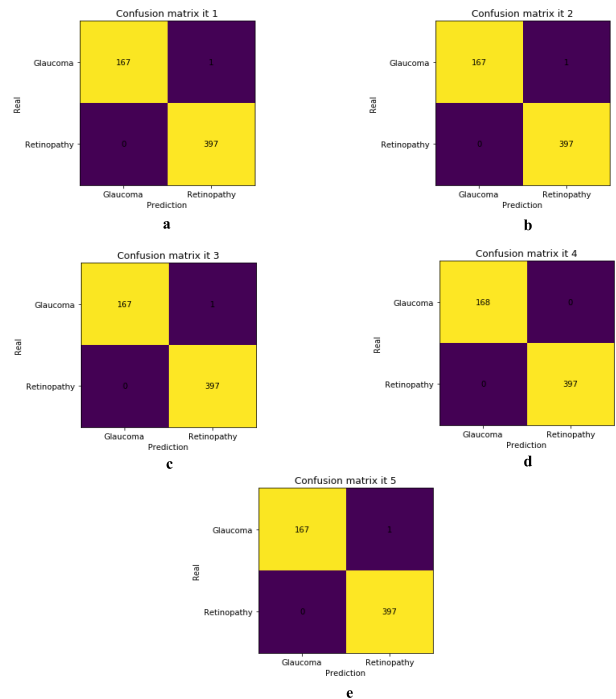 Confusion matrix it 1
Glaucoma
167
1
Real
Retinopathy
0
397
Glaucoma
Retinopathy
Prediction
a
Confusion matrix it 2
Glaucoma
167
1
Real
Retinopathy
0
397
Glaucoma
Retinopathy
Prediction
b
Confusion matrix it 3
Glaucoma
167
1
Real
Retinopathy
0
397
Glaucoma
Retinopathy
Prediction
c
Confusion matrix it 4
Glaucoma
168
0
Real
Retinopathy
0
397
Glaucoma
Retinopathy
Prediction
d
Confusion matrix it 5
Glaucoma
167
1
Real
Retinopathy
0
397
Glaucoma
Retinopathy
Prediction
e